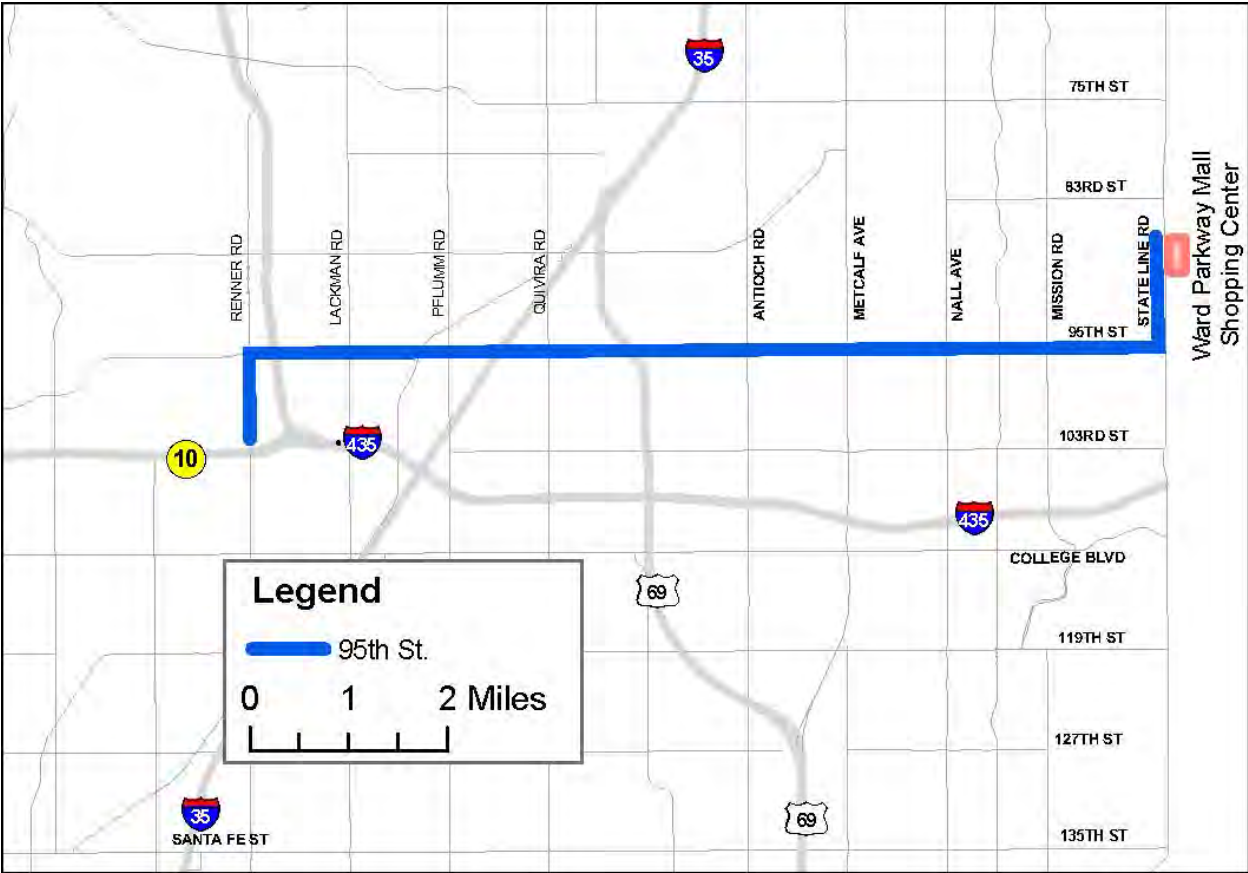 35
75TH ST
83RD ST
RENNER RD
LACKMAN RD
PFLUMM RD
QUIVIRA RD
ANTIOCH RD
METCALF AVE
NALL AVE
MISSION RD
STATE LINE RD
Ward Parkway Mall
Shopping Center
95TH ST
103RD ST
435
10
435
COLLEGE BLVD
69
119TH ST
Legend
95th St.
0 1 2 Miles
127TH ST
35
69
SANTA FE ST
135TH ST